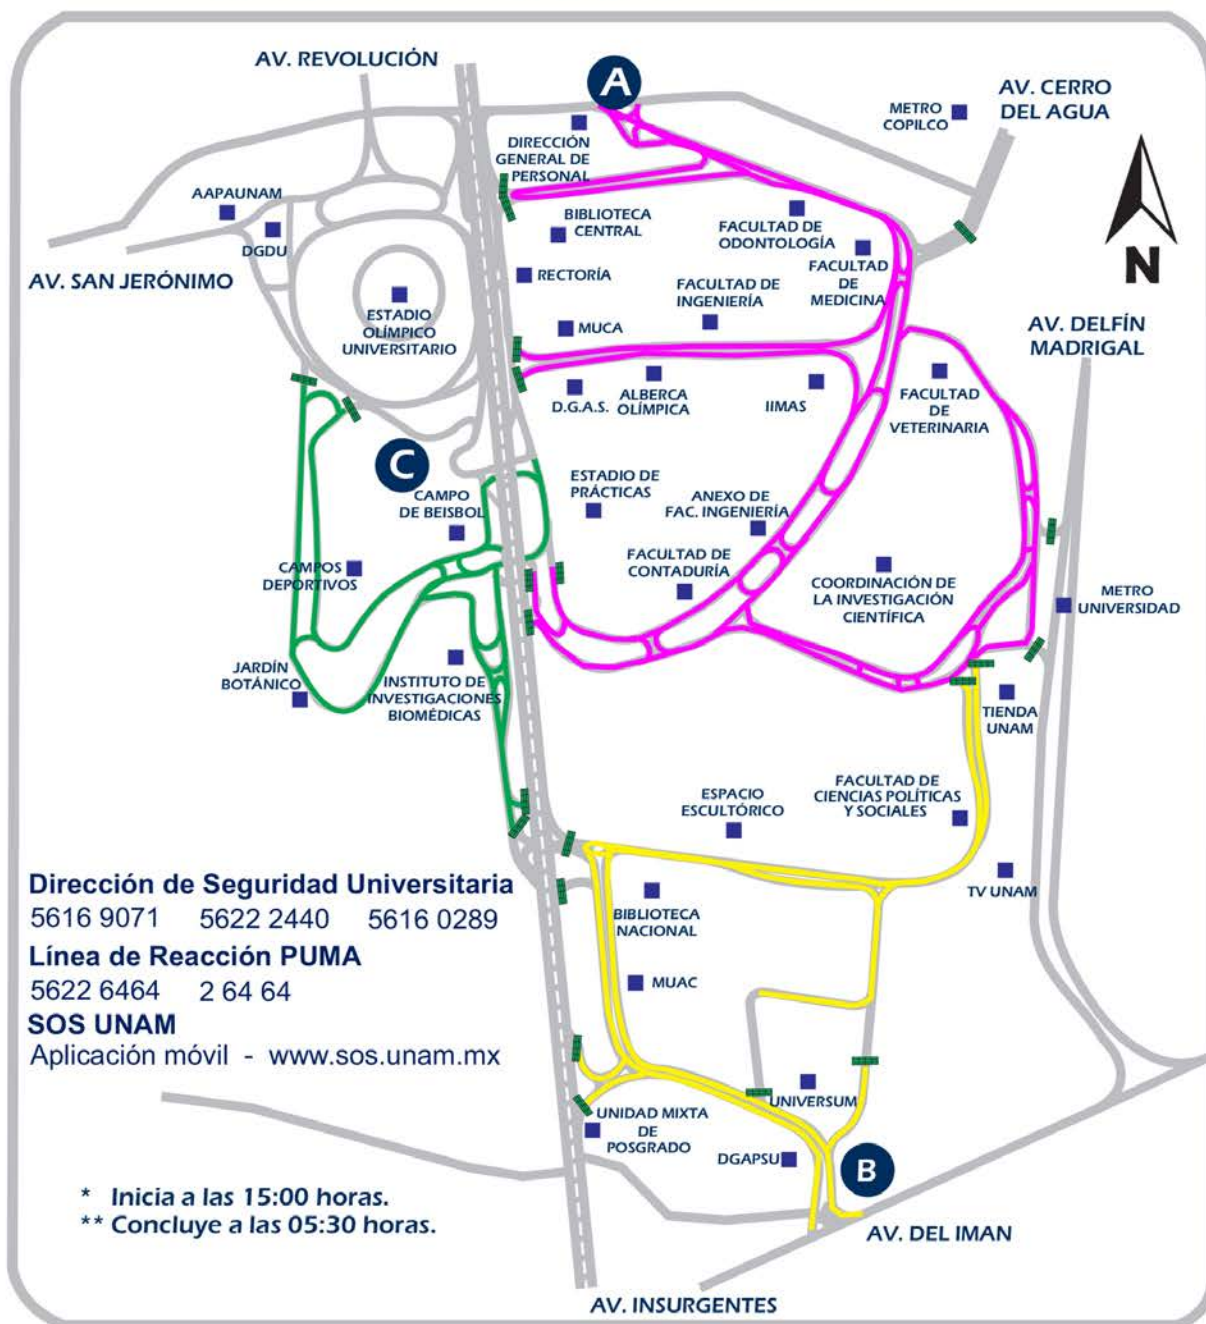 A
AV. REVOLUCIÓN
AV. CERRO
DEL AGUA
METRO
COPILCO
DIRECCIÓN
GENERAL DE
PERSONAL
AAPAUNAM
DGDU
BIBLIOTECA
CENTRAL
FACULTAD DE
ODONTOLOGÍA
FACULTAD
DE
MEDICINA
N
AV. SAN JERÓNIMO
RECTORÍA
FACULTAD DE
INGENIERÍA
ESTADIO
OLÍMPICO
UNIVERSITARIO
MUCA
AV. DELFÍN
MADRIGAL
D.G.A.S.
ALBERCA
OLÍMPICA
IIMAS
FACULTAD
DE
VETERINARIA
C
CAMPO
DE BEISBOL
ESTADIO DE
PRÁCTICAS
ANEXO DE
FAC. INGENIERÍA
CAMPOS
DEPORTIVOS
FACULTAD DE
CONTADURÍA
COORDINACIÓN DE
LA INVESTIGACIÓN
CIENTÍFICA
METRO
UNIVERSIDAD
JARDÍN
BOTÁNICO
INSTITUTO DE
INVESTIGACIONES
BIOMÉDICAS
TIENDA
UNAM
ESPACIO
ESCULTÓRICO
FACULTAD DE
CIENCIAS POLÍTICAS
Y SOCIALES
TV UNAM
Dirección de Seguridad Universitaria
5616 9071 5622 2440 5616 0289
Línea de Reacción PUMA
5622 6464 2 64 64
SOS UNAM
Aplicación móvil - www.sos.unam.mx
BIBLIOTECA
NACIONAL
MUAC
UNIVERSUM
UNIDAD MIXTA
DE
POSGRADO
DGAPSU
B
* Inicia a las 15:00 horas.
** Concluye a las 05:30 horas.
AV. DEL IMAN
AV. INSURGENTES